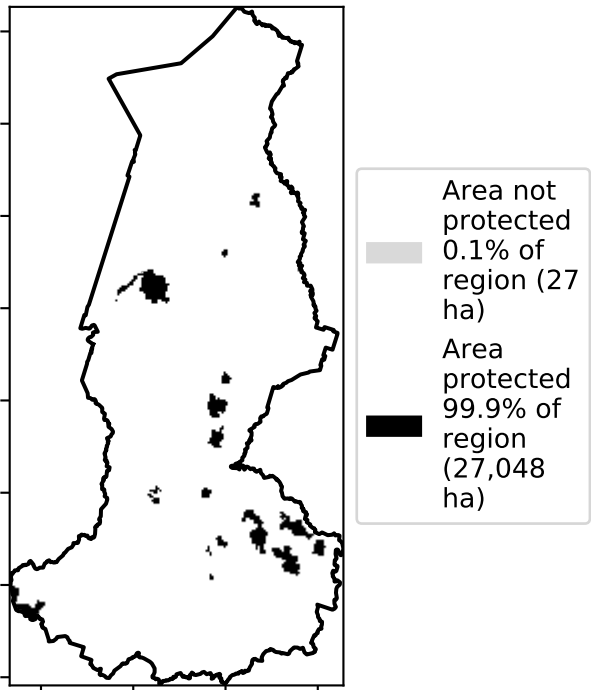 Area not
protected
0.1% of
region (27
ha)
Area
protected
99.9% of
region
(27,048
ha)